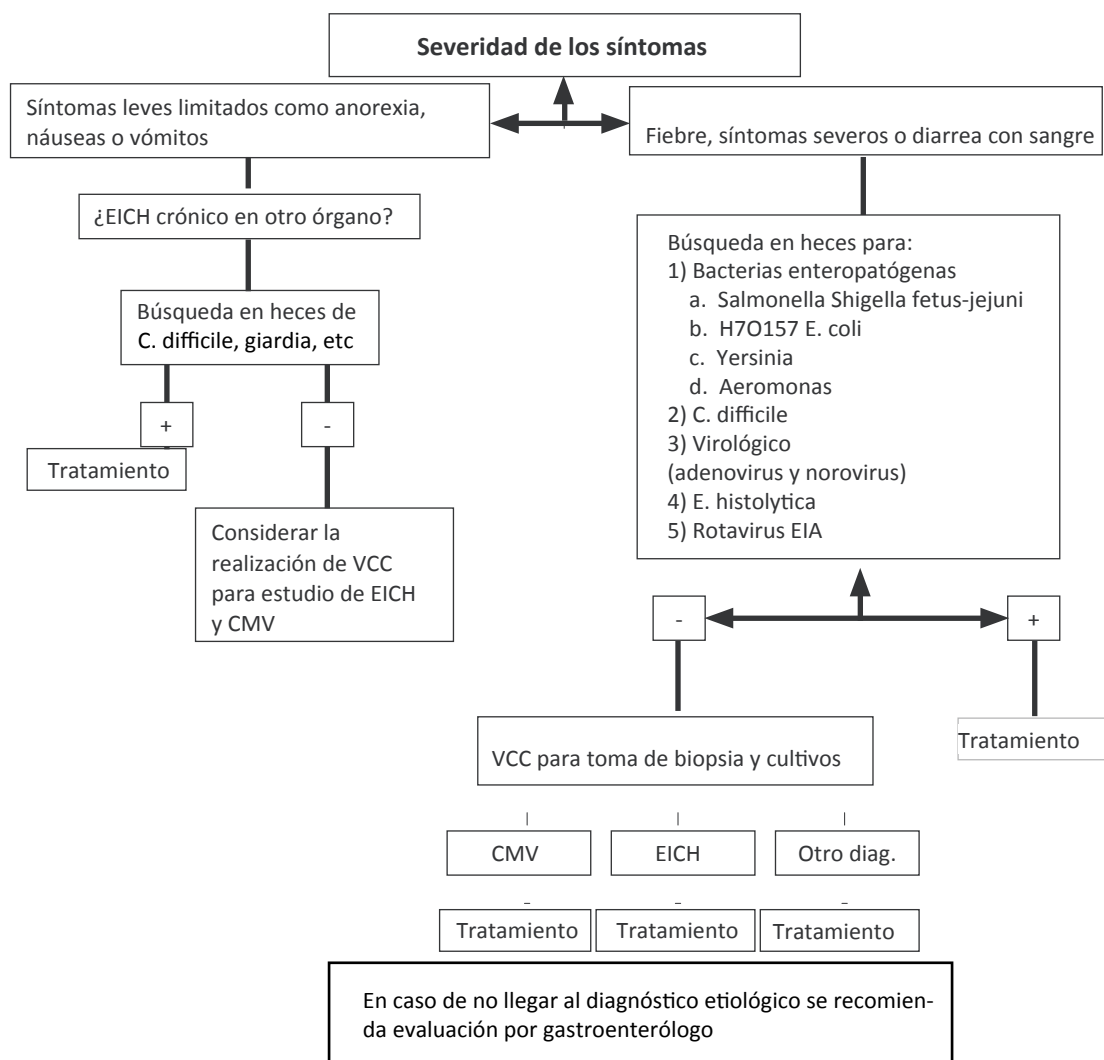 Severidad de los síntomas
Síntomas leves limitados como anorexia,
náuseas o vómitos
Fiebre, síntomas severos o diarrea con sangre
¿EICH crónico en otro órgano?
Búsqueda en heces de
C. difficile, giardia, etc
+
-
Tratamiento
Considerar la
realización de VCC
para estudio de EICH
y CMV
Búsqueda en heces para:
1) Bacterias enteropatógenas
a. Salmonella Shigella fetus-jejuni
b. H7O157 E. coli
c. Yersinia
d. Aeromonas
2) C. difficile
3) Virológico
(adenovirus y norovirus)
4) E. histolytica
5) Rotavirus EIA
-
+
VCC para toma de biopsia y cultivos
Tratamiento
CMV
EICH
Otro diag.
Tratamiento
Tratamiento
Tratamiento
En caso de no llegar al diagnóstico etiológico se recomien-
da evaluación por gastroenterólogo